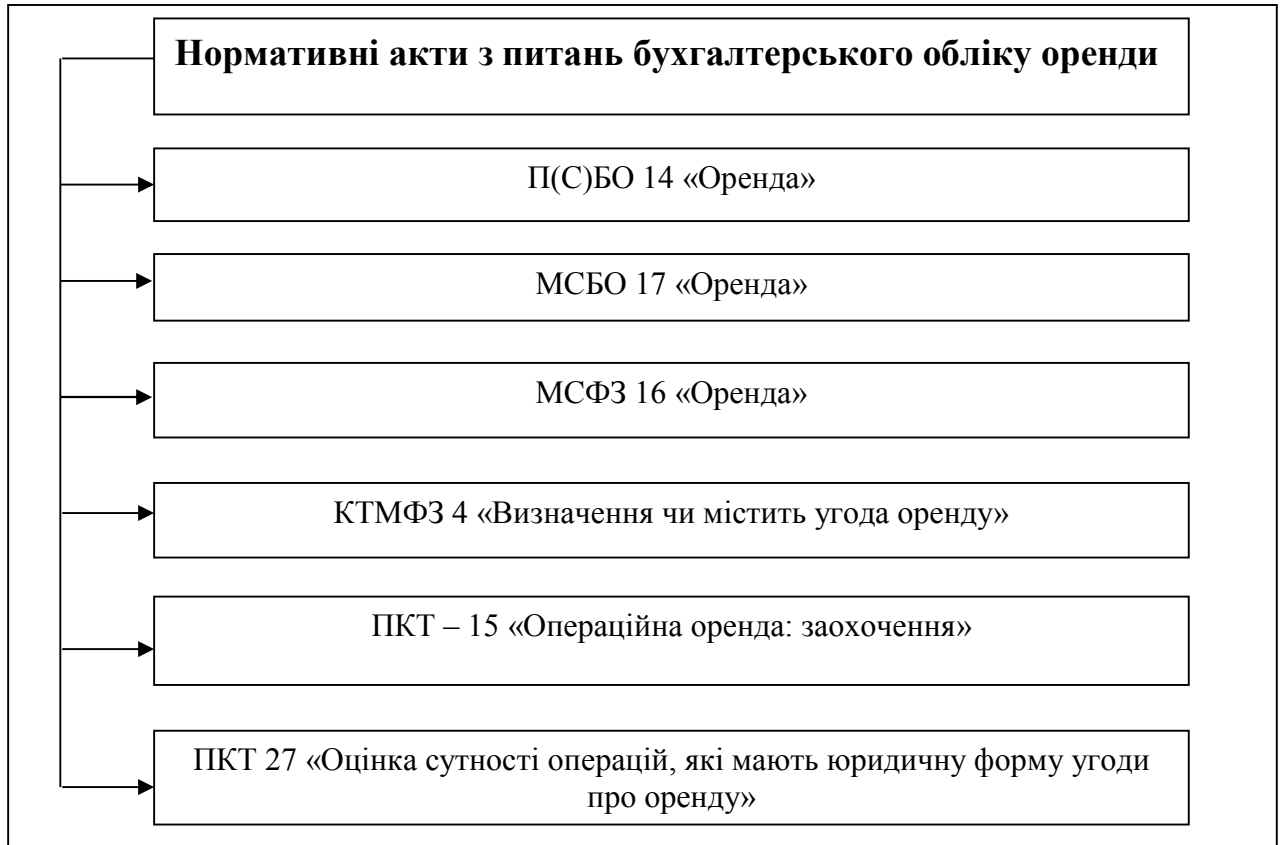 Нормативні акти з питань бухгалтерського обліку оренди
П(С)БО 14 «Оренда»
МСБО 17 «Оренда»
МСФЗ 16 «Оренда»
КТМФЗ 4 «Визначення чи містить угода оренду»
ПКТ – 15 «Операційна оренда: заохочення»
ПКТ 27 «Оцінка сутності операцій, які мають юридичну форму угоди
про оренду»